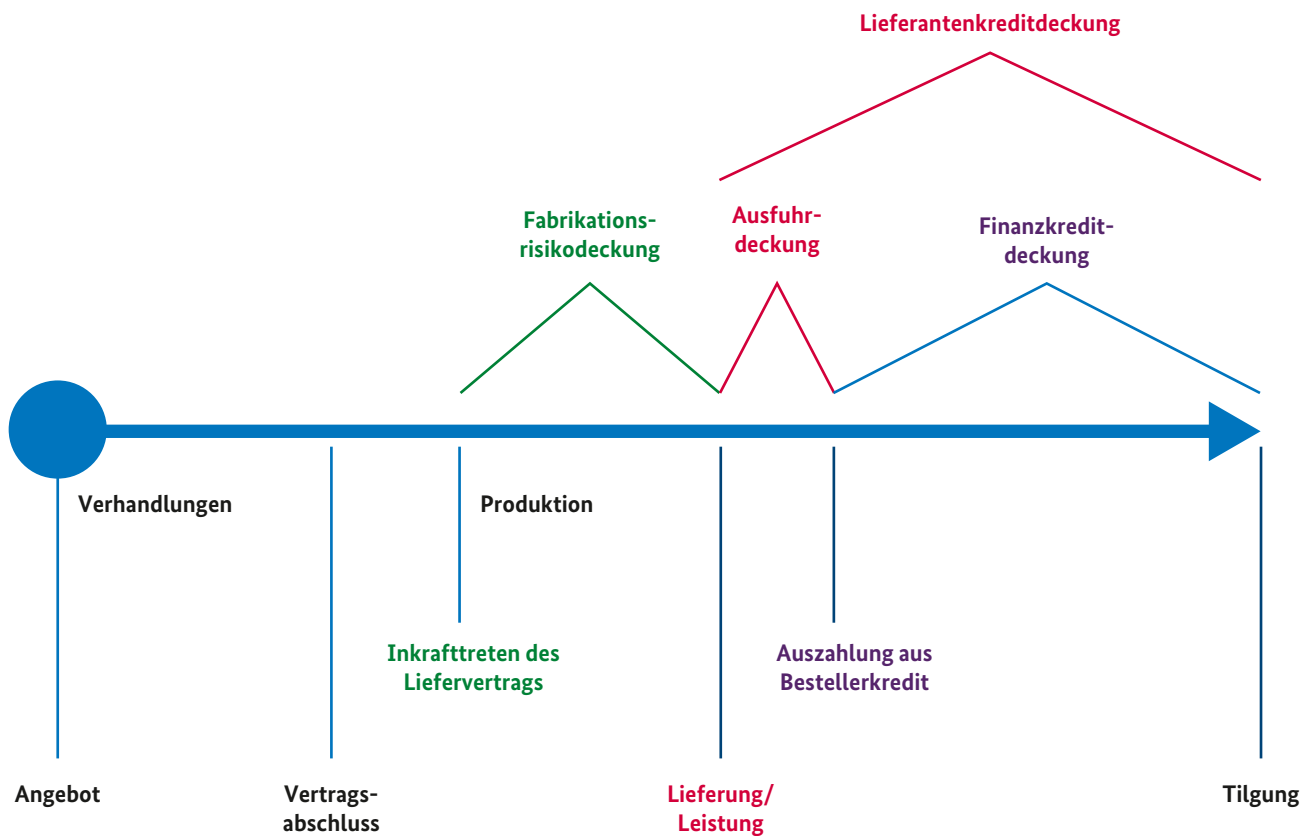 Lieferantenkreditdeckung
Fabrikations-
risikodeckung
Ausfuhr-
deckung
Finanzkredit-
deckung
Verhandlungen
Produktion
Inkrafttreten des
Liefervertrags
Auszahlung aus
Bestellerkredit
Angebot
Vertrags-
abschluss
Lieferung/
Leistung
Tilgung